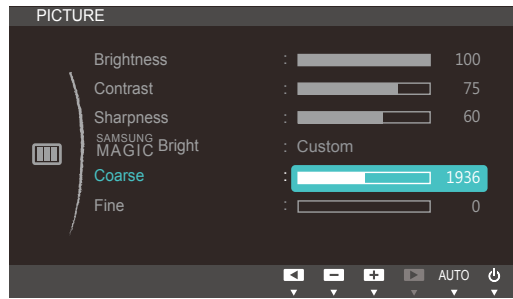 PICTURE
Brightness : 100
Contrast : 75
Sharpness : 60
SAMSUNG
MAGIC Bright : Custom
Coarse : 1936
Fine : 0
AUTO